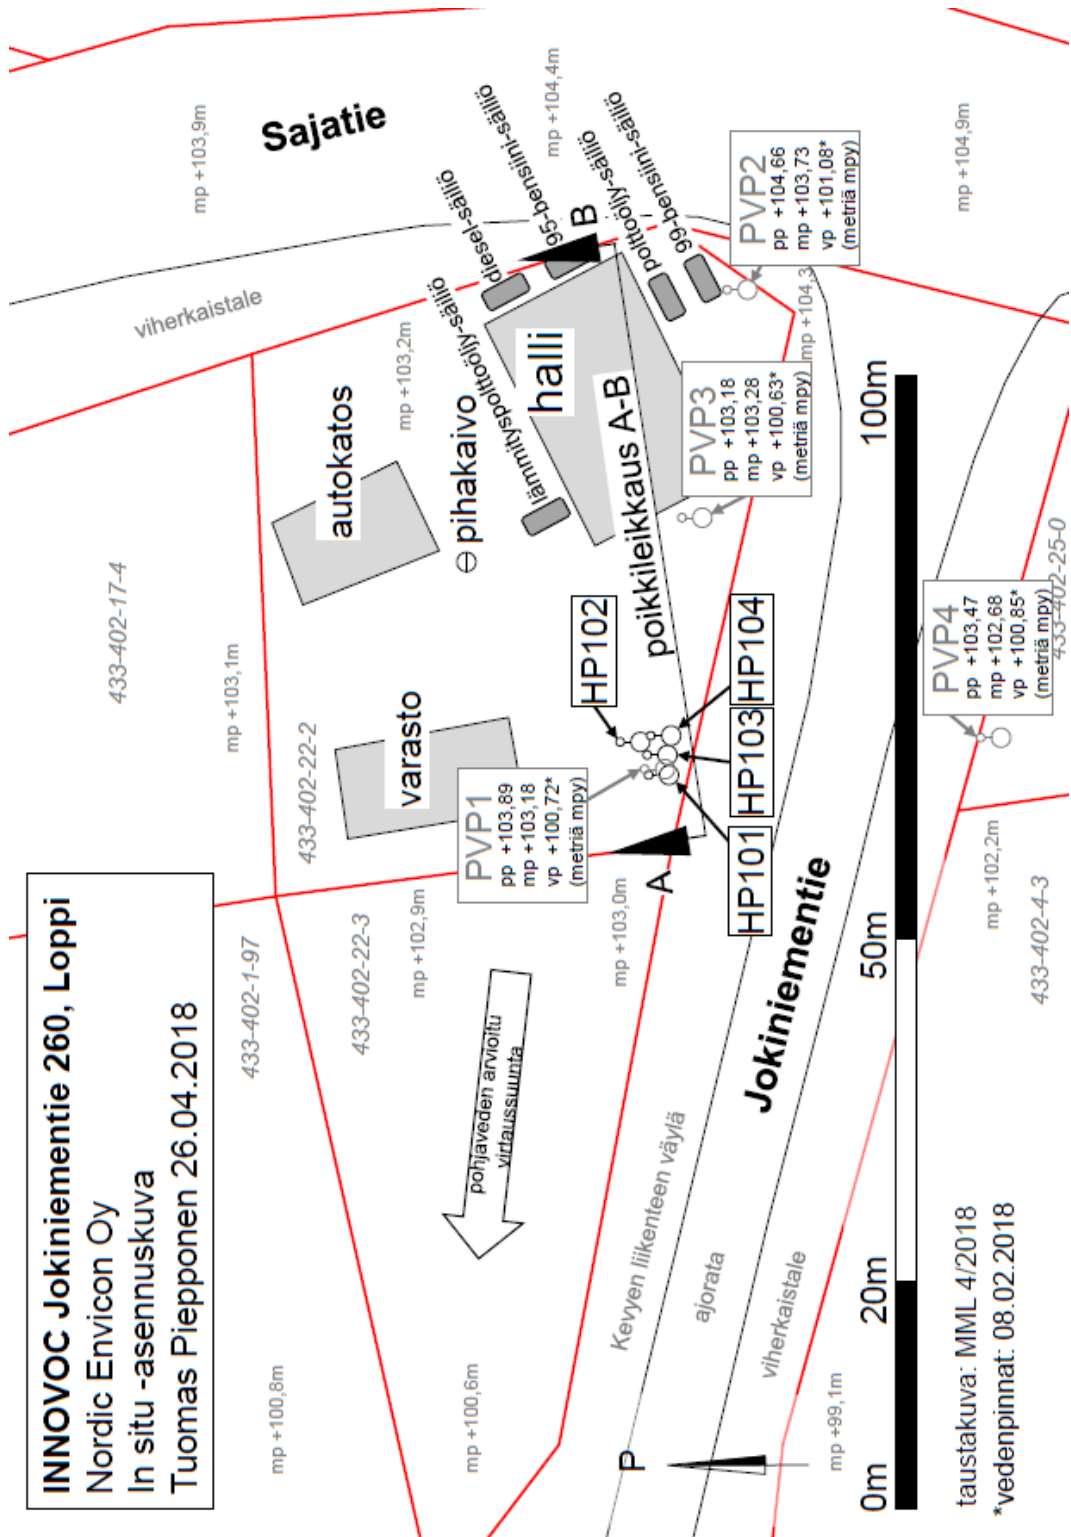 INNOVOC Jokiniementie 260, Loppi
Nordic Envicon Oy
In situ -asennuskuva
Tuomas Piepponen 26.04.2018
433-402-1-97
433-402-17-4
433-402-22-2
433-402-22-3
433-402-25-0
433-402-4-3
mp +103,9m
mp +104,4m
mp +104,9m
mp +103,2m
mp +103,1m
mp +104,3
mp +102,9m
mp +103,0m
mp +102,2m
mp +100,8m
mp +100,6m
mp +99,1m
Sajatie
viherkaistale
autokatos
pihakaivo
varasto
halli
lämmityspolttoöljy-säiliö
diesel-säiliö
95-bensiini-säiliö
polttoöljy-säiliö
99-bensiini-säiliö
B
poikkileikkaus A-B
A
PVP1
pp +103,89
mp +103,18
vp +100,72*
(metriä mpy)
PVP2
pp +104,66
mp +103,73
vp +101,08*
(metriä mpy)
PVP3
pp +103,18
mp +103,28
vp +100,63*
(metriä mpy)
PVP4
pp +103,47
mp +102,68
vp +100,85*
(metriä mpy)
HP102
HP101
HP103
HP104
pohjaveden arvioitu
virtaussuunta
Jokiniementie
Kevyen liikenteen väylä
ajorata
viherkaistale
P
0m
20m
50m
100m
taustakuva: MML 4/2018
*vedenpinnat: 08.02.2018